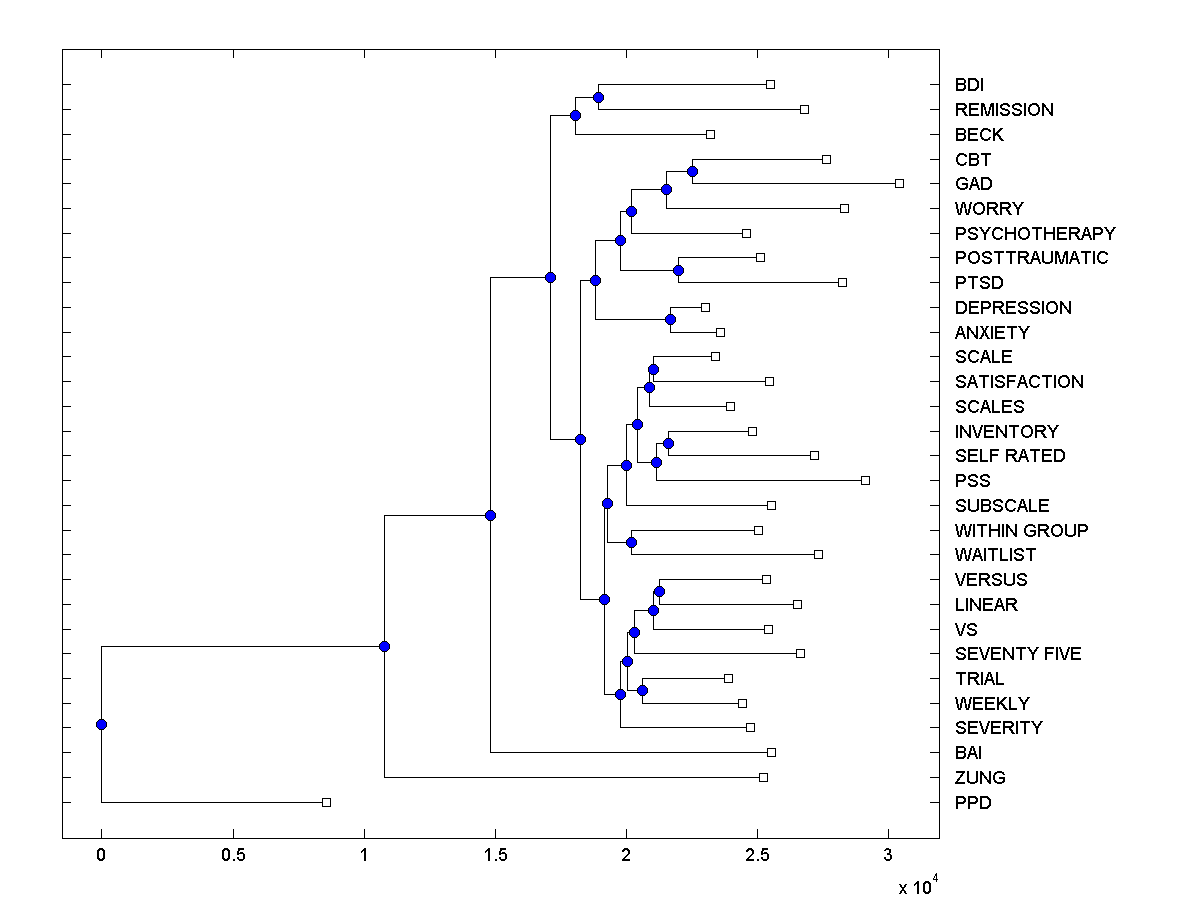 BDI
REMISSION
BECK
CBT
GAD
WORRY
PSYCHOTHERAPY
POSTTRAUMATIC
PTSD
DEPRESSION
ANXIETY
SCALE
SATISFACTION
SCALES
INVENTORY
SELF RATED
PSS
SUBSCALE
WITHIN GROUP
WAITLIST
VERSUS
LINEAR
VS
SEVENTY FIVE
TRIAL
WEEKLY
SEVERITY
BAI
ZUNG
PPD
0 0.5 1 1.5 2 2.5 3
x 10^4